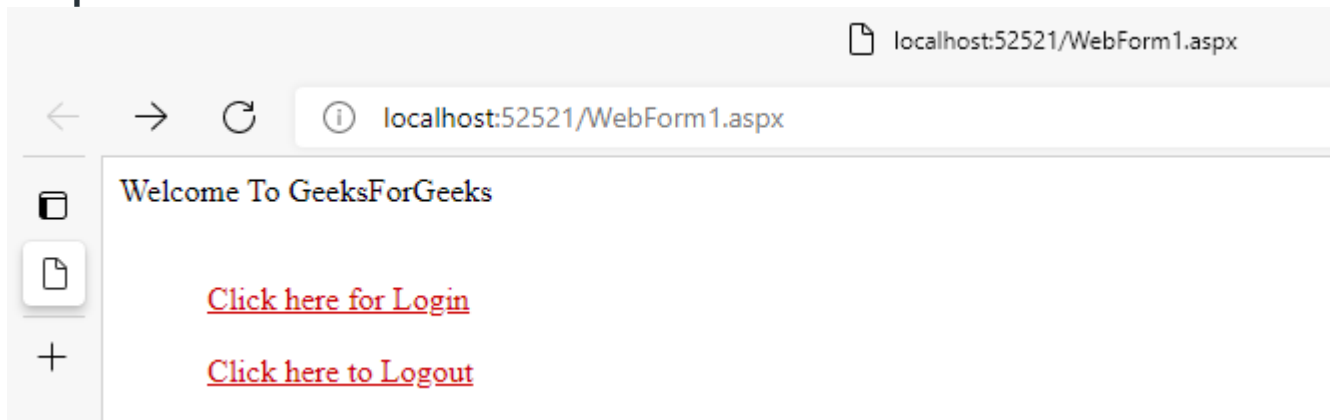 localhost:52521/WebForm1.aspx
localhost:52521/WebForm1.aspx
Welcome To GeeksForGeeks
Click here for Login
Click here to Logout